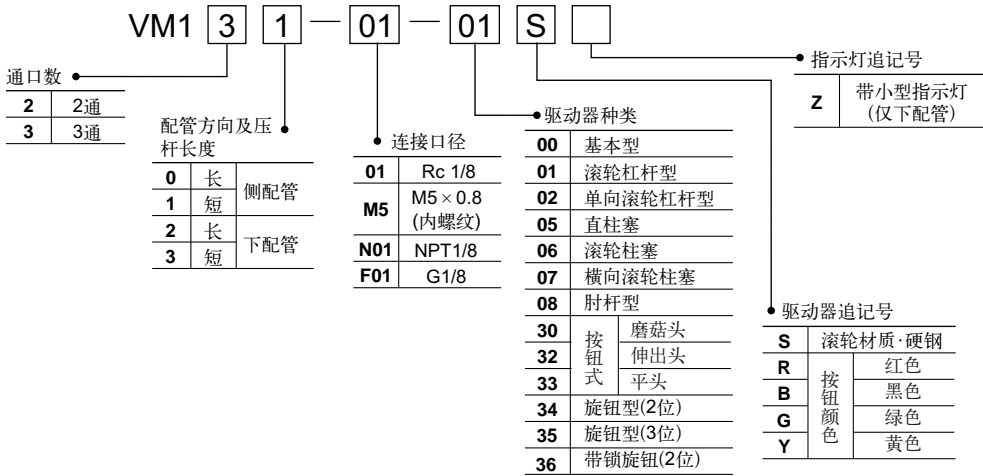 VM1 3 1 — 01 — 01 S
通口数
2 2通
3 3通
配管方向及压
杆长度
0 长 侧配管
1 短
2 长 下配管
3 短
连接口径
01 Rc 1/8
M5 M5×0.8
(内螺纹)
N01 NPT1/8
F01 G1/8
驱动器种类
00 基本型
01 滚轮杠杆型
02 单向滚轮杠杆型
05 直柱塞
06 滚轮柱塞
07 横向滚轮柱塞
08 肘杆型
按钮式
30 磨菇头
32 伸出头
33 平头
34 旋钮型(2位)
35 旋钮型(3位)
36 带锁旋钮(2位)
指示灯追记号
Z 带小型指示灯
(仅下配管)
驱动器追记号
S 滚轮材质·硬钢
按钮颜色
R 红色
B 黑色
G 绿色
Y 黄色